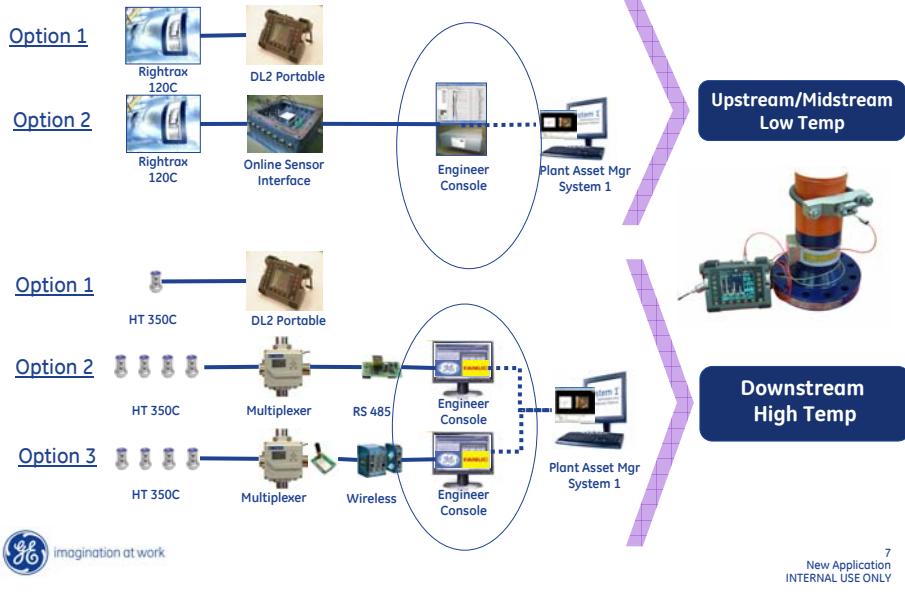 Option 1
Rightrax
120C
DL2 Portable
Option 2
Rightrax
120C
Online Sensor
Interface
Engineer
Console
Plant Asset Mgr
System 1
Upstream/Midstream
Low Temp
Option 1
HT 350C
DL2 Portable
Option 2
HT 350C
Multiplexer
RS 485
FANUC
Engineer
Console
Option 3
HT 350C
Multiplexer
Wireless
FANUC
Engineer
Console
Plant Asset Mgr
System 1
Downstream
High Temp
GE
imagination at work
7
New Application
INTERNAL USE ONLY